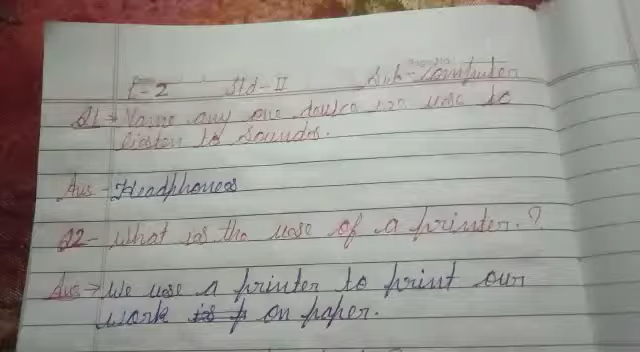 L-2 Std-II Sub-Computer
Q1→ Name any one device we use to
listen to sounds.
Ans-Headphones
Q2- What is the use of a printer.?
Ans→ We use a printer to print our
work is p on paper.